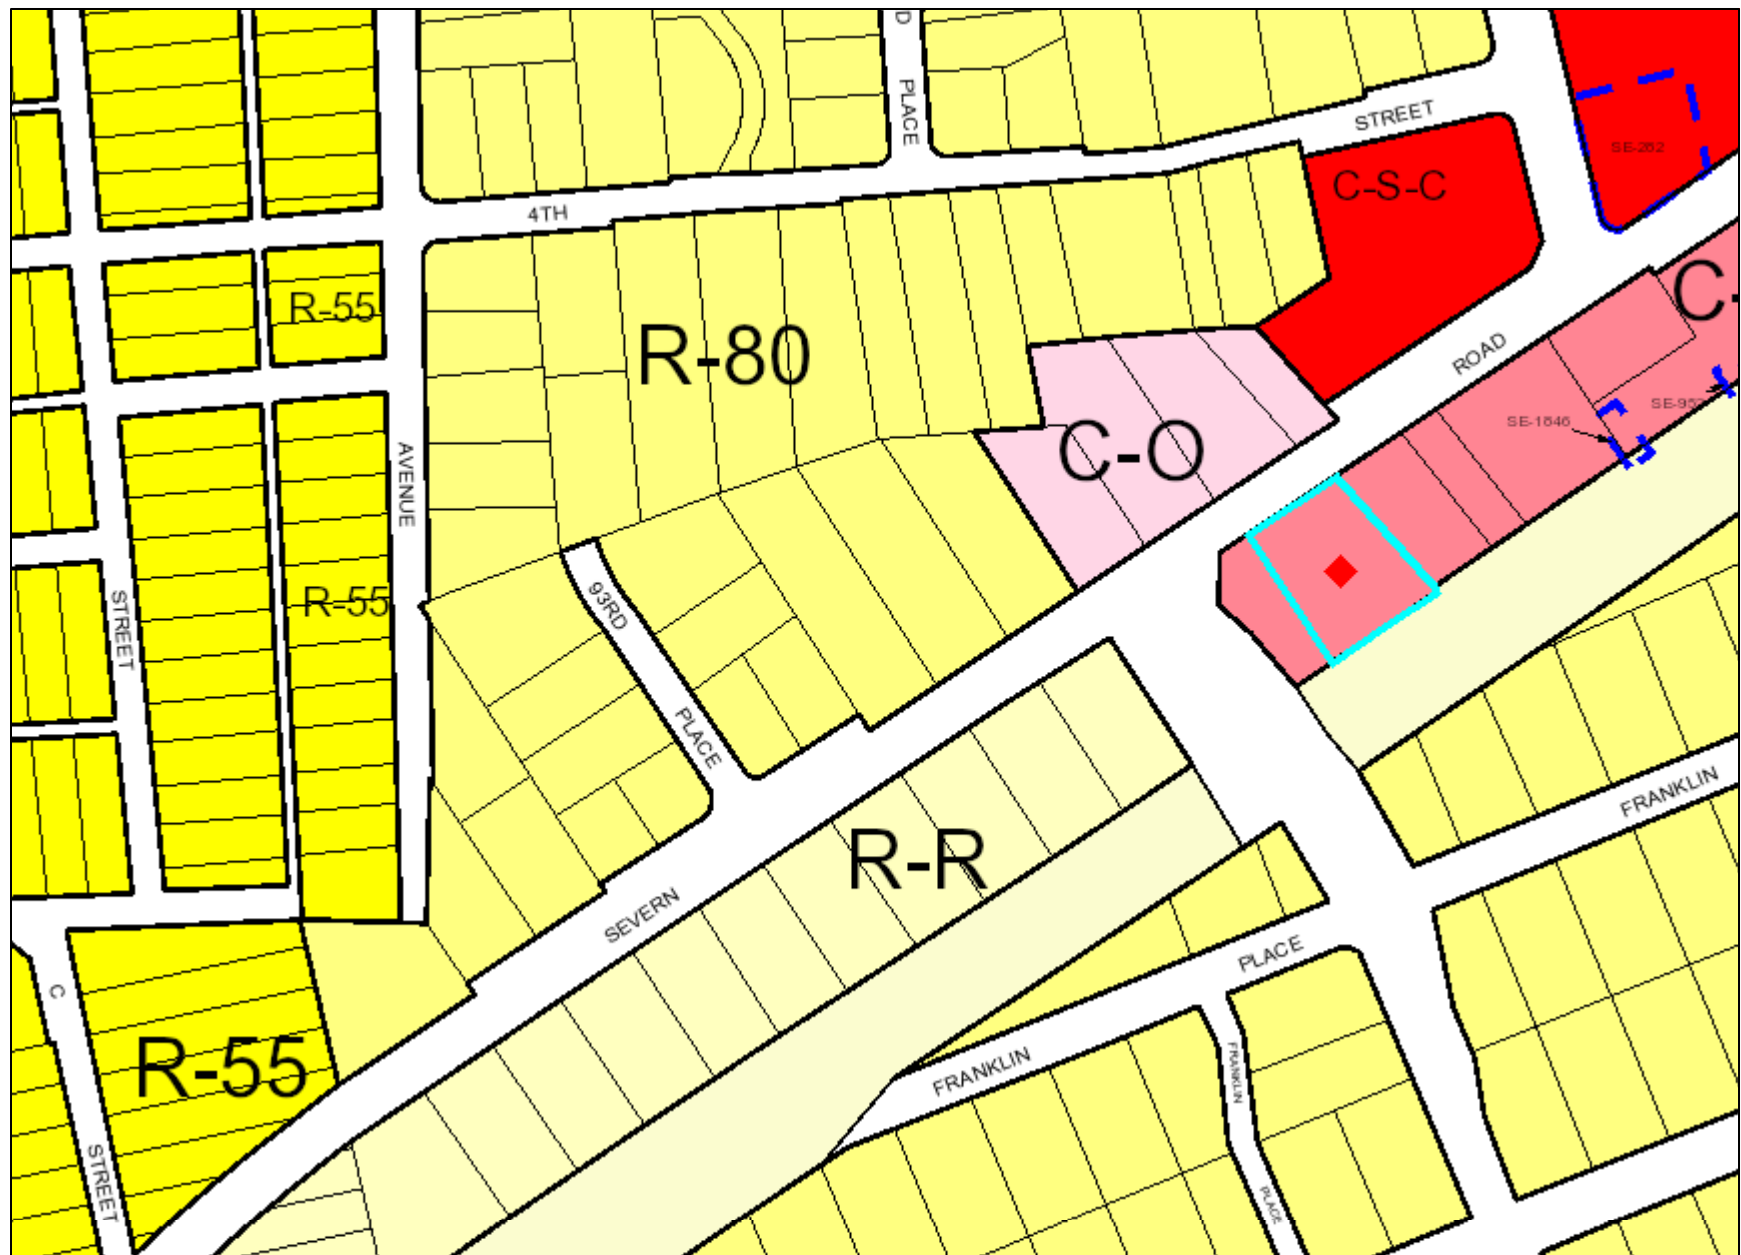 D
PLACE
STREET
SE-262
C-S-C
4TH
C-
R-55
R-80
ROAD
SE-1846
AVENUE
C-O
STREET
93RD
R-55
PLACE
FRANKLIN
R-R
SEVERN
PLACE
C
R-55
FRANKLIN
FRANKLIN
STREET
PLACE